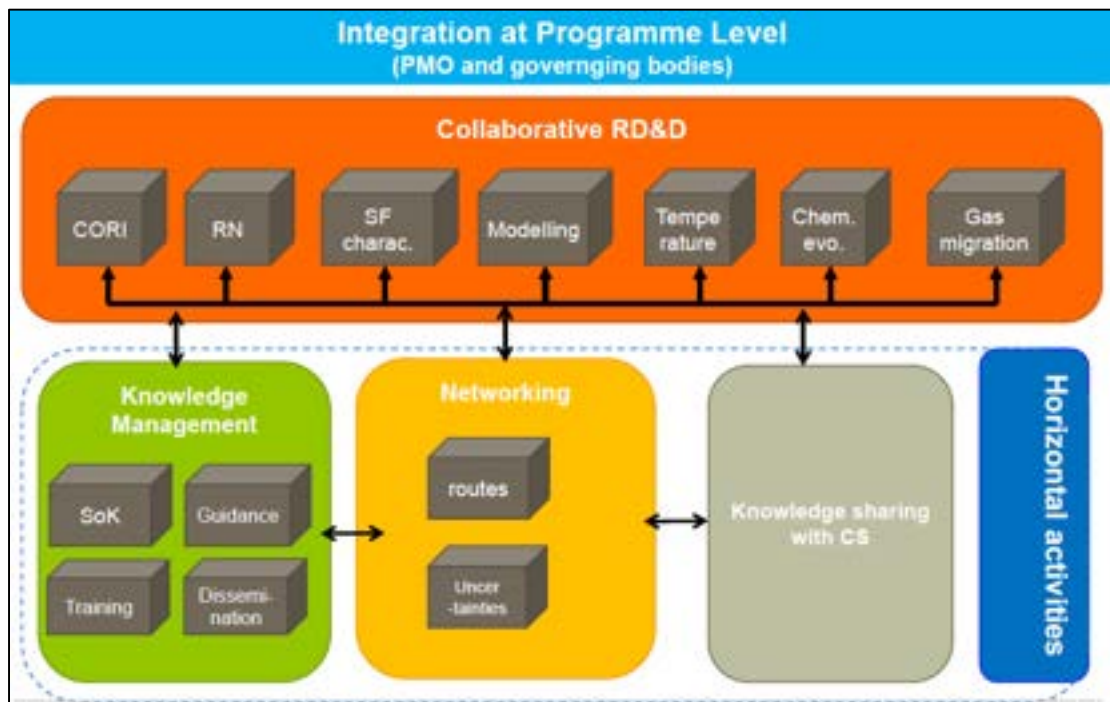 Integration at Programme Level
(PMO and governging bodies)
Collaborative RD&D
CORI
RN
SF
charac.
Modelling
Tempe
rature
Chem.
evo.
Gas
migration
Knowledge
Management
SoK
Guidance
Training
Dissemi-
nation
Networking
routes
Uncer
-tainties
Knowledge sharing
with CS
Horizontal activities